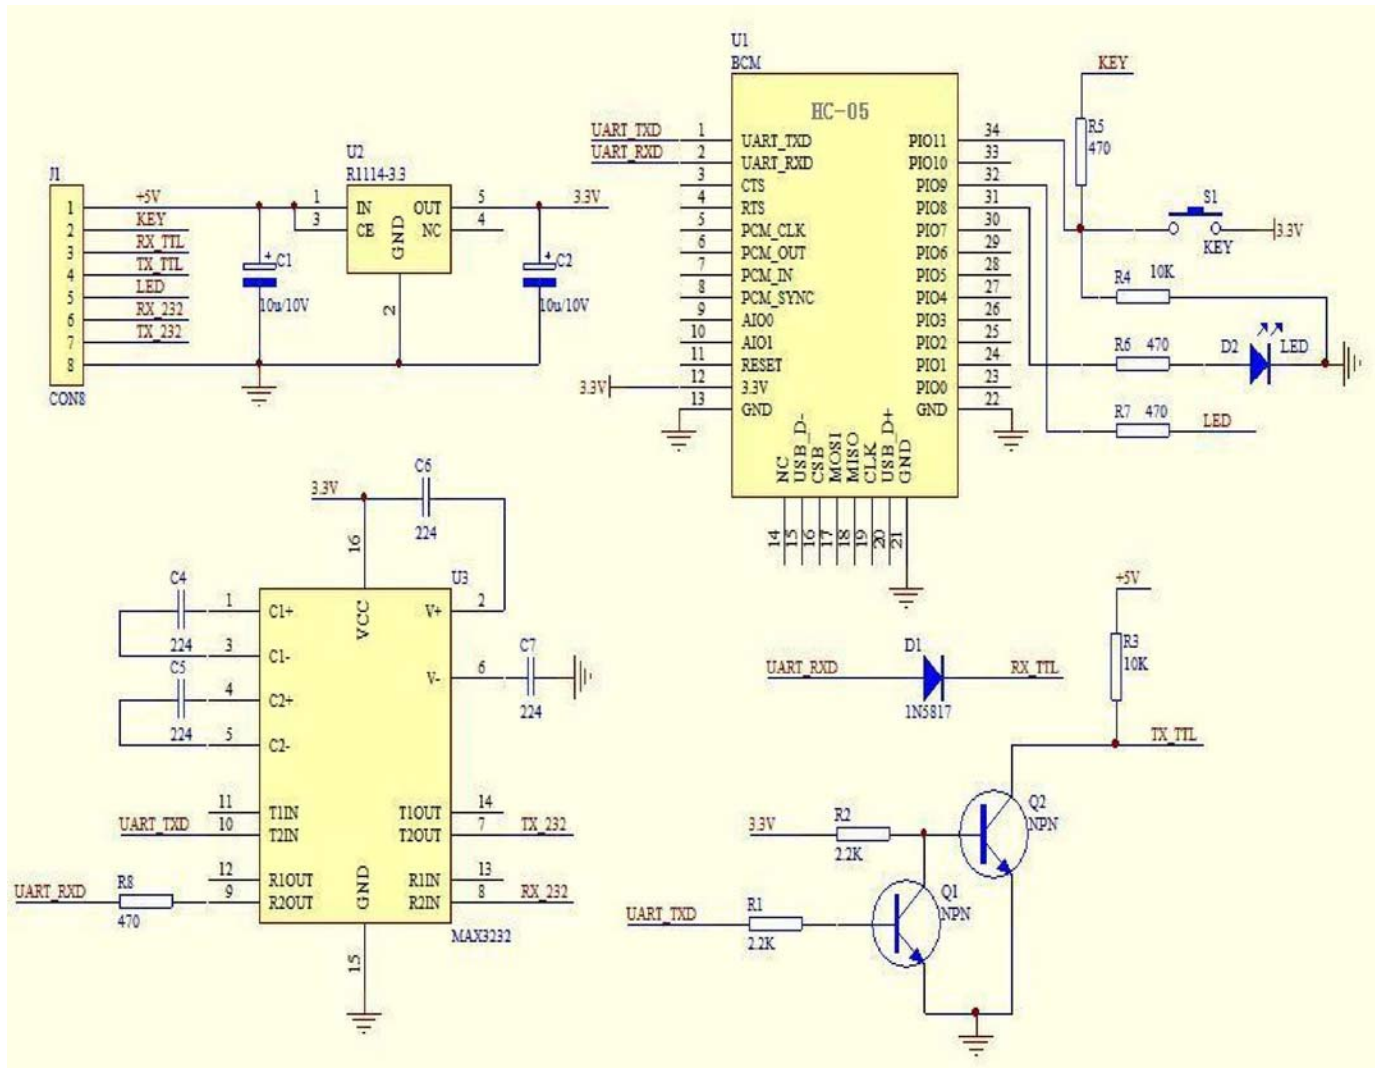 J1
1 +5V
2 KEY
3 RX_TTL
4 TX_TTL
5 LED
6 RX_232
7 TX_232
8
CON8
U2
R1114-3.3
1 IN OUT 5 3.3V
3 CE NC 4
GND
2
+ C1
10u/10V
+ C2
10u/10V
U1
BCM
HC-05
UART_TXD 1 UART_TXD PIO11 34
UART_RXD 2 UART_RXD PIO10 33
3 CTS PIO9 32
4 RTS PIO8 31
5 PCM_CLK PIO7 30
6 PCM_OUT PIO6 29
7 PCM_IN PIO5 28
8 PCM_SYNC PIO4 27
9 AIO0 PIO3 26
10 AIO1 PIO2 25
11 RESET PIO1 24
3.3V 12 3.3V PIO0 23
13 GND GND 22
NC USB_D- CSB MOSI MISO CLK USB_D+ GND
14 15 16 17 18 19 20 21
KEY
R5
470
S1
KEY
3.3V
R4 10K
R6 470 D2 LED
R7 470 LED
3.3V
C6
224
16
U3
VCC
C4
224
1 C1+ V+ 2
3 C1-
C5
224
4 C2+ V- 6
5 C2-
C7
224
11 T1IN T1OUT 14
UART_TXD 10 T2IN T2OUT 7 TX_232
12 R1OUT R1IN 13
UART_RXD R8 9 R2OUT R2IN 8 RX_232
470
GND
MAX3232
15
D1
UART_RXD RX_TTL
1N5817
+5V
R3
10K
TX_TTL
3.3V R2
2.2K
Q2
NPN
UART_TXD R1
2.2K
Q1
NPN